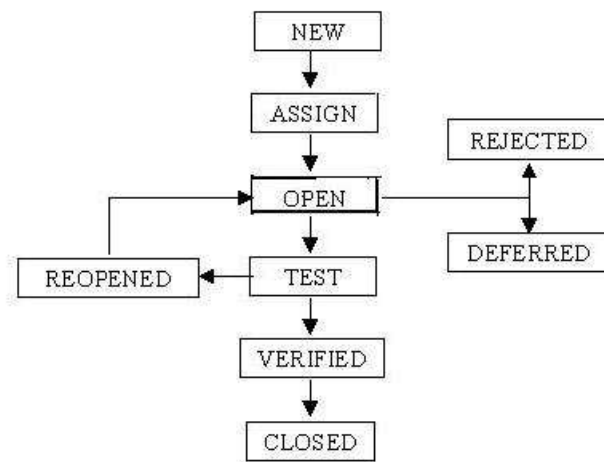 NEW
ASSIGN
REJECTED
OPEN
DEFERRED
REOPENED
TEST
VERIFIED
CLOSED